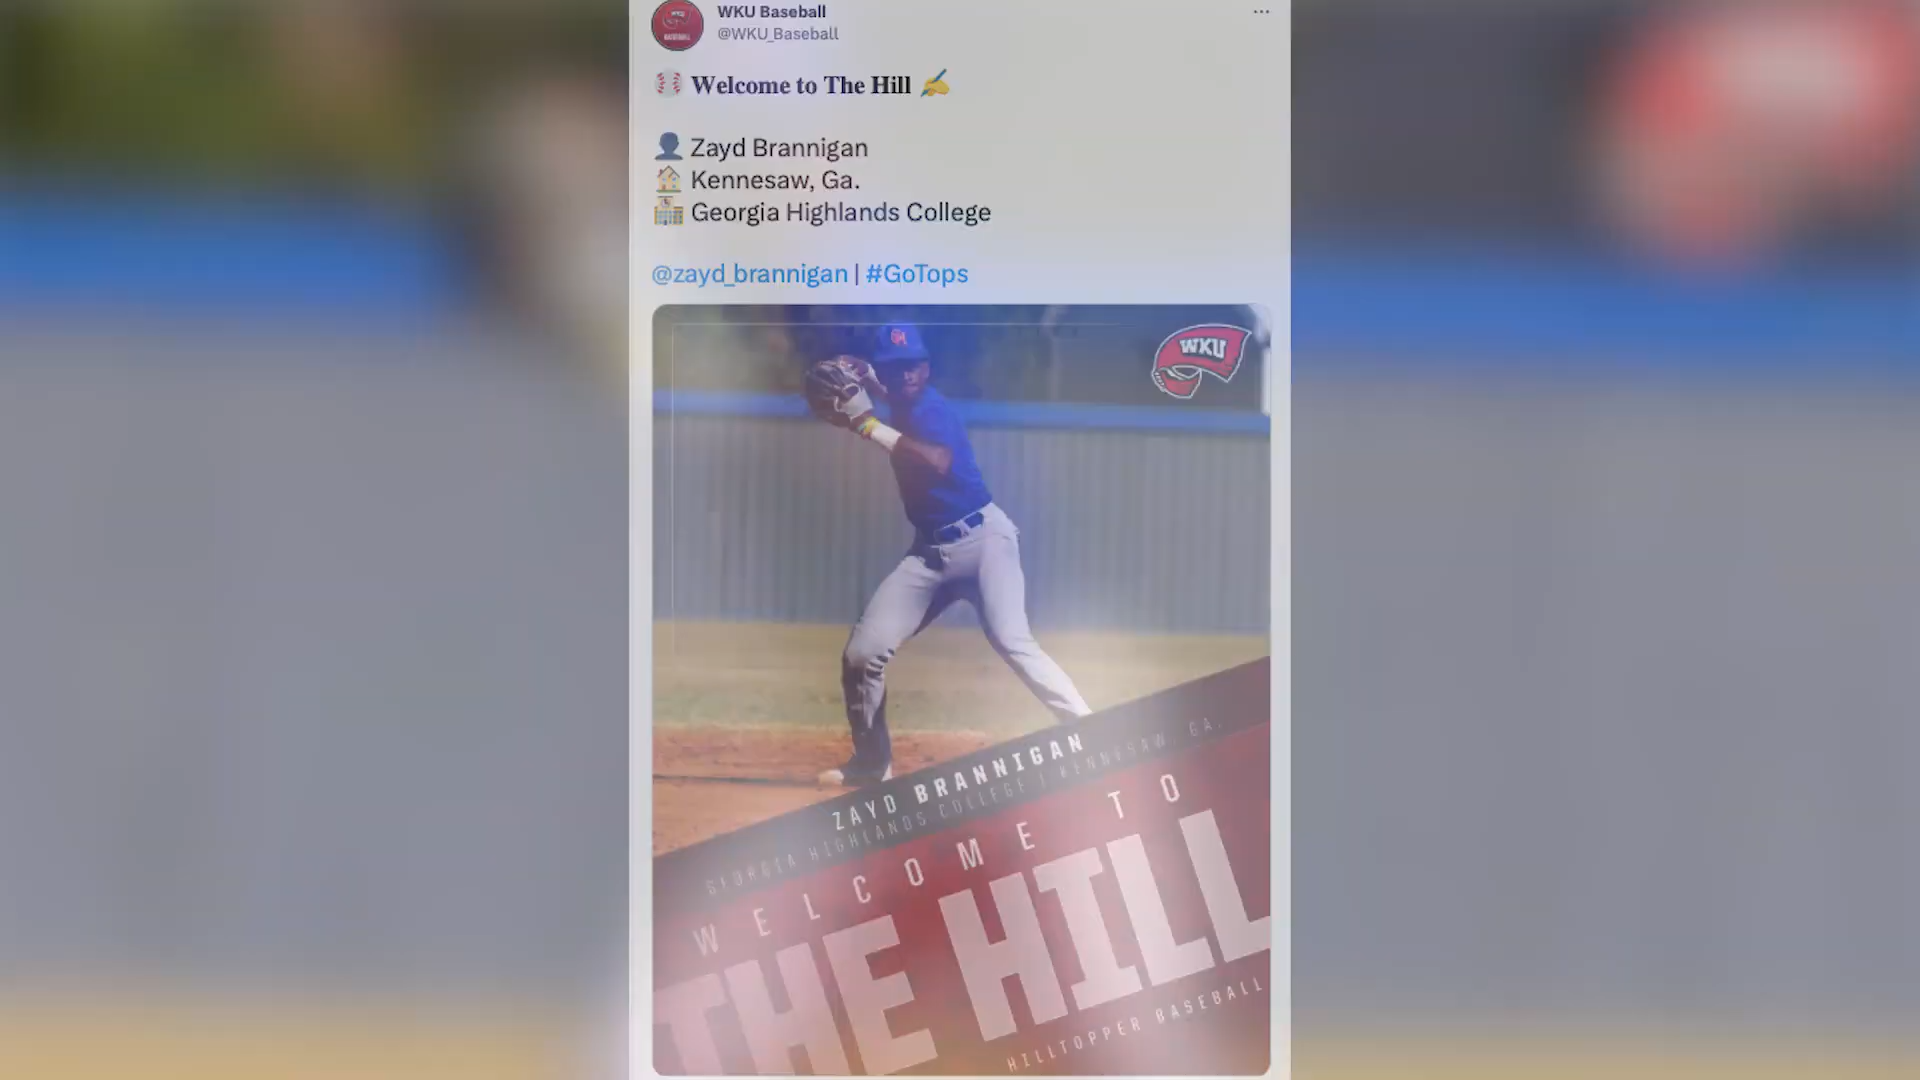 WKU Baseball
@WKU_Baseball
Welcome to The Hill
Zayd Brannigan
Kennesaw, Ga.
Georgia Highlands College
@zayd_brannigan | #GoTops
WKU
ZAYD BRANNIGAN
GEORGIA HIGHLANDS COLLEGE | KENNESAW, GA.
WELCOME TO
THE HILL
HILLTOPPER BASEBALL